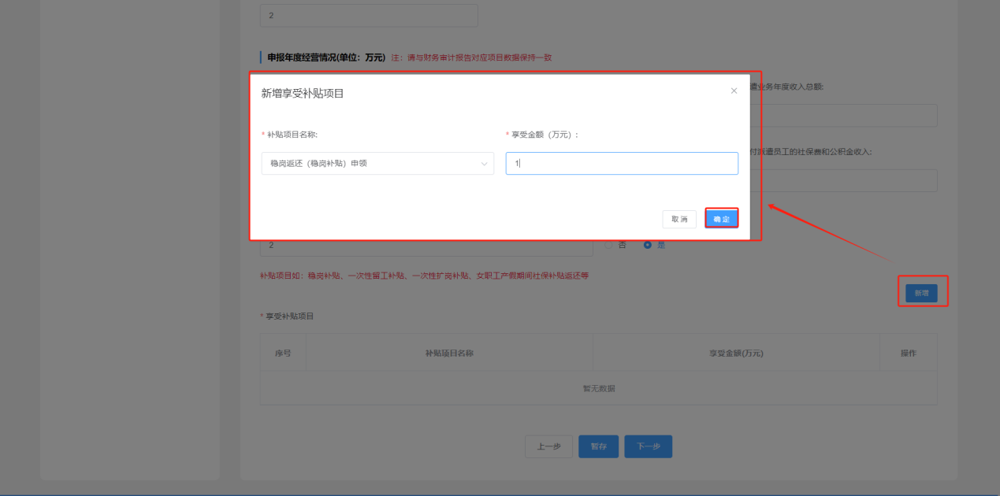 2
申报年度经营情况(单位：万元) 注：请与财务审计报告对应项目数据保持一致
新增享受补贴项目
遣业务年度收入总额:
* 补贴项目名称:
* 享受金额（万元）:
付派遣员工的社保费和公积金收入:
稳岗返还（稳岗补贴）申领
1
取 消
确 定
2
否
是
补贴项目如：稳岗补贴、一次性留工补贴、一次性扩岗补贴、女职工产假期间社保补贴返还等
新增
* 享受补贴项目
序号 补贴项目名称 享受金额(万元) 操作
暂无数据
上一步 暂存 下一步